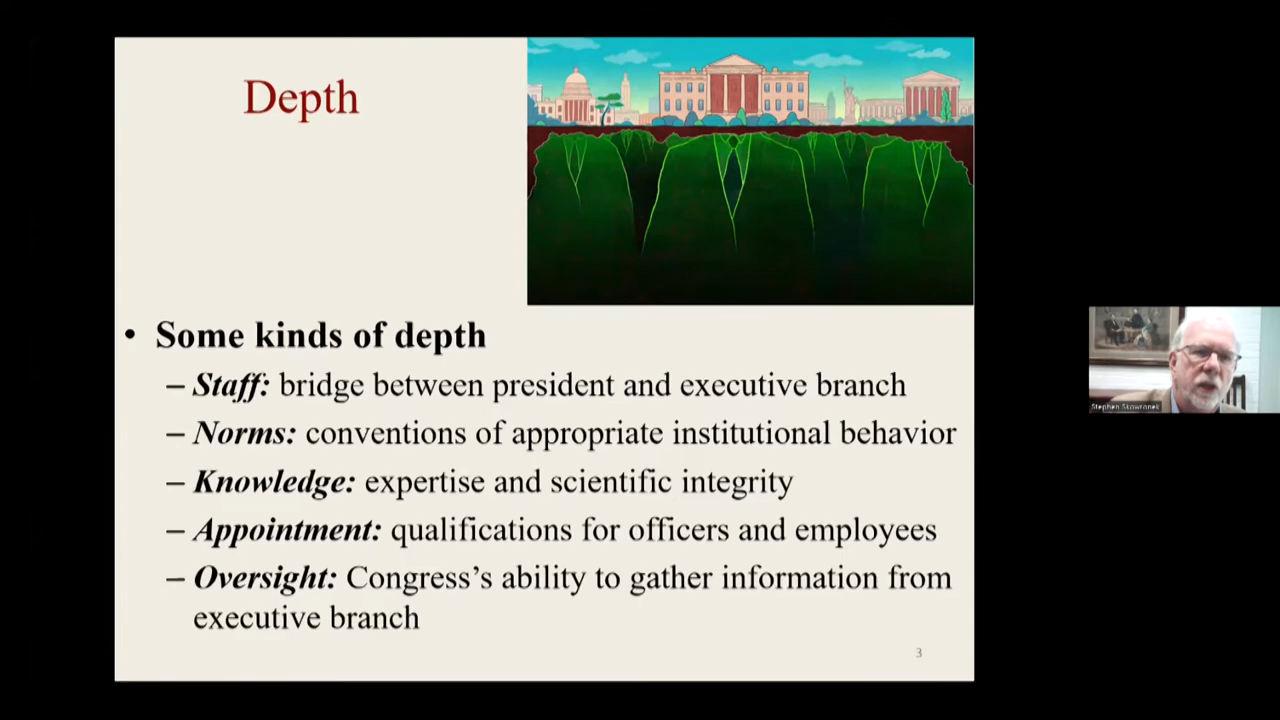 Depth
• Some kinds of depth
– Staff: bridge between president and executive branch
– Norms: conventions of appropriate institutional behavior
– Knowledge: expertise and scientific integrity
– Appointment: qualifications for officers and employees
– Oversight: Congress’s ability to gather information from
executive branch
3
Stephen Skowronek